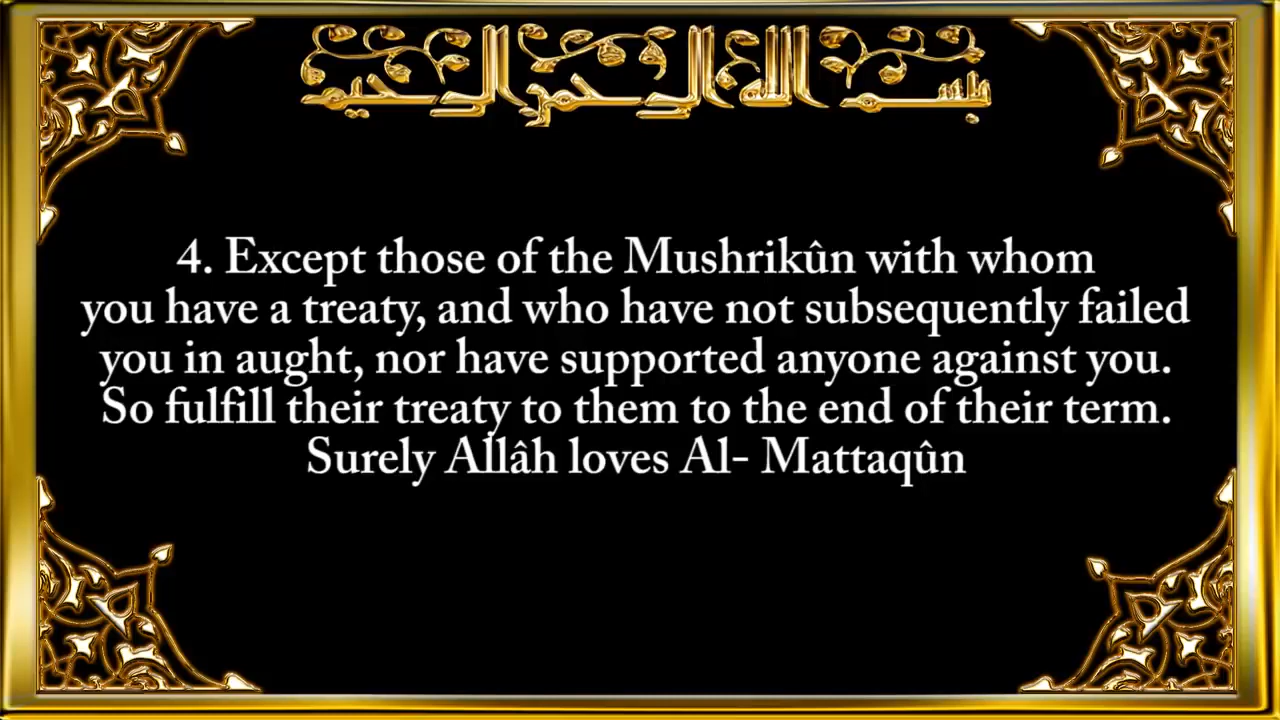 بسم الله الرحمن الرحيم
4. Except those of the Mushrikûn with whom
you have a treaty, and who have not subsequently failed
you in aught, nor have supported anyone against you.
So fulfill their treaty to them to the end of their term.
Surely Allâh loves Al- Mattaqûn